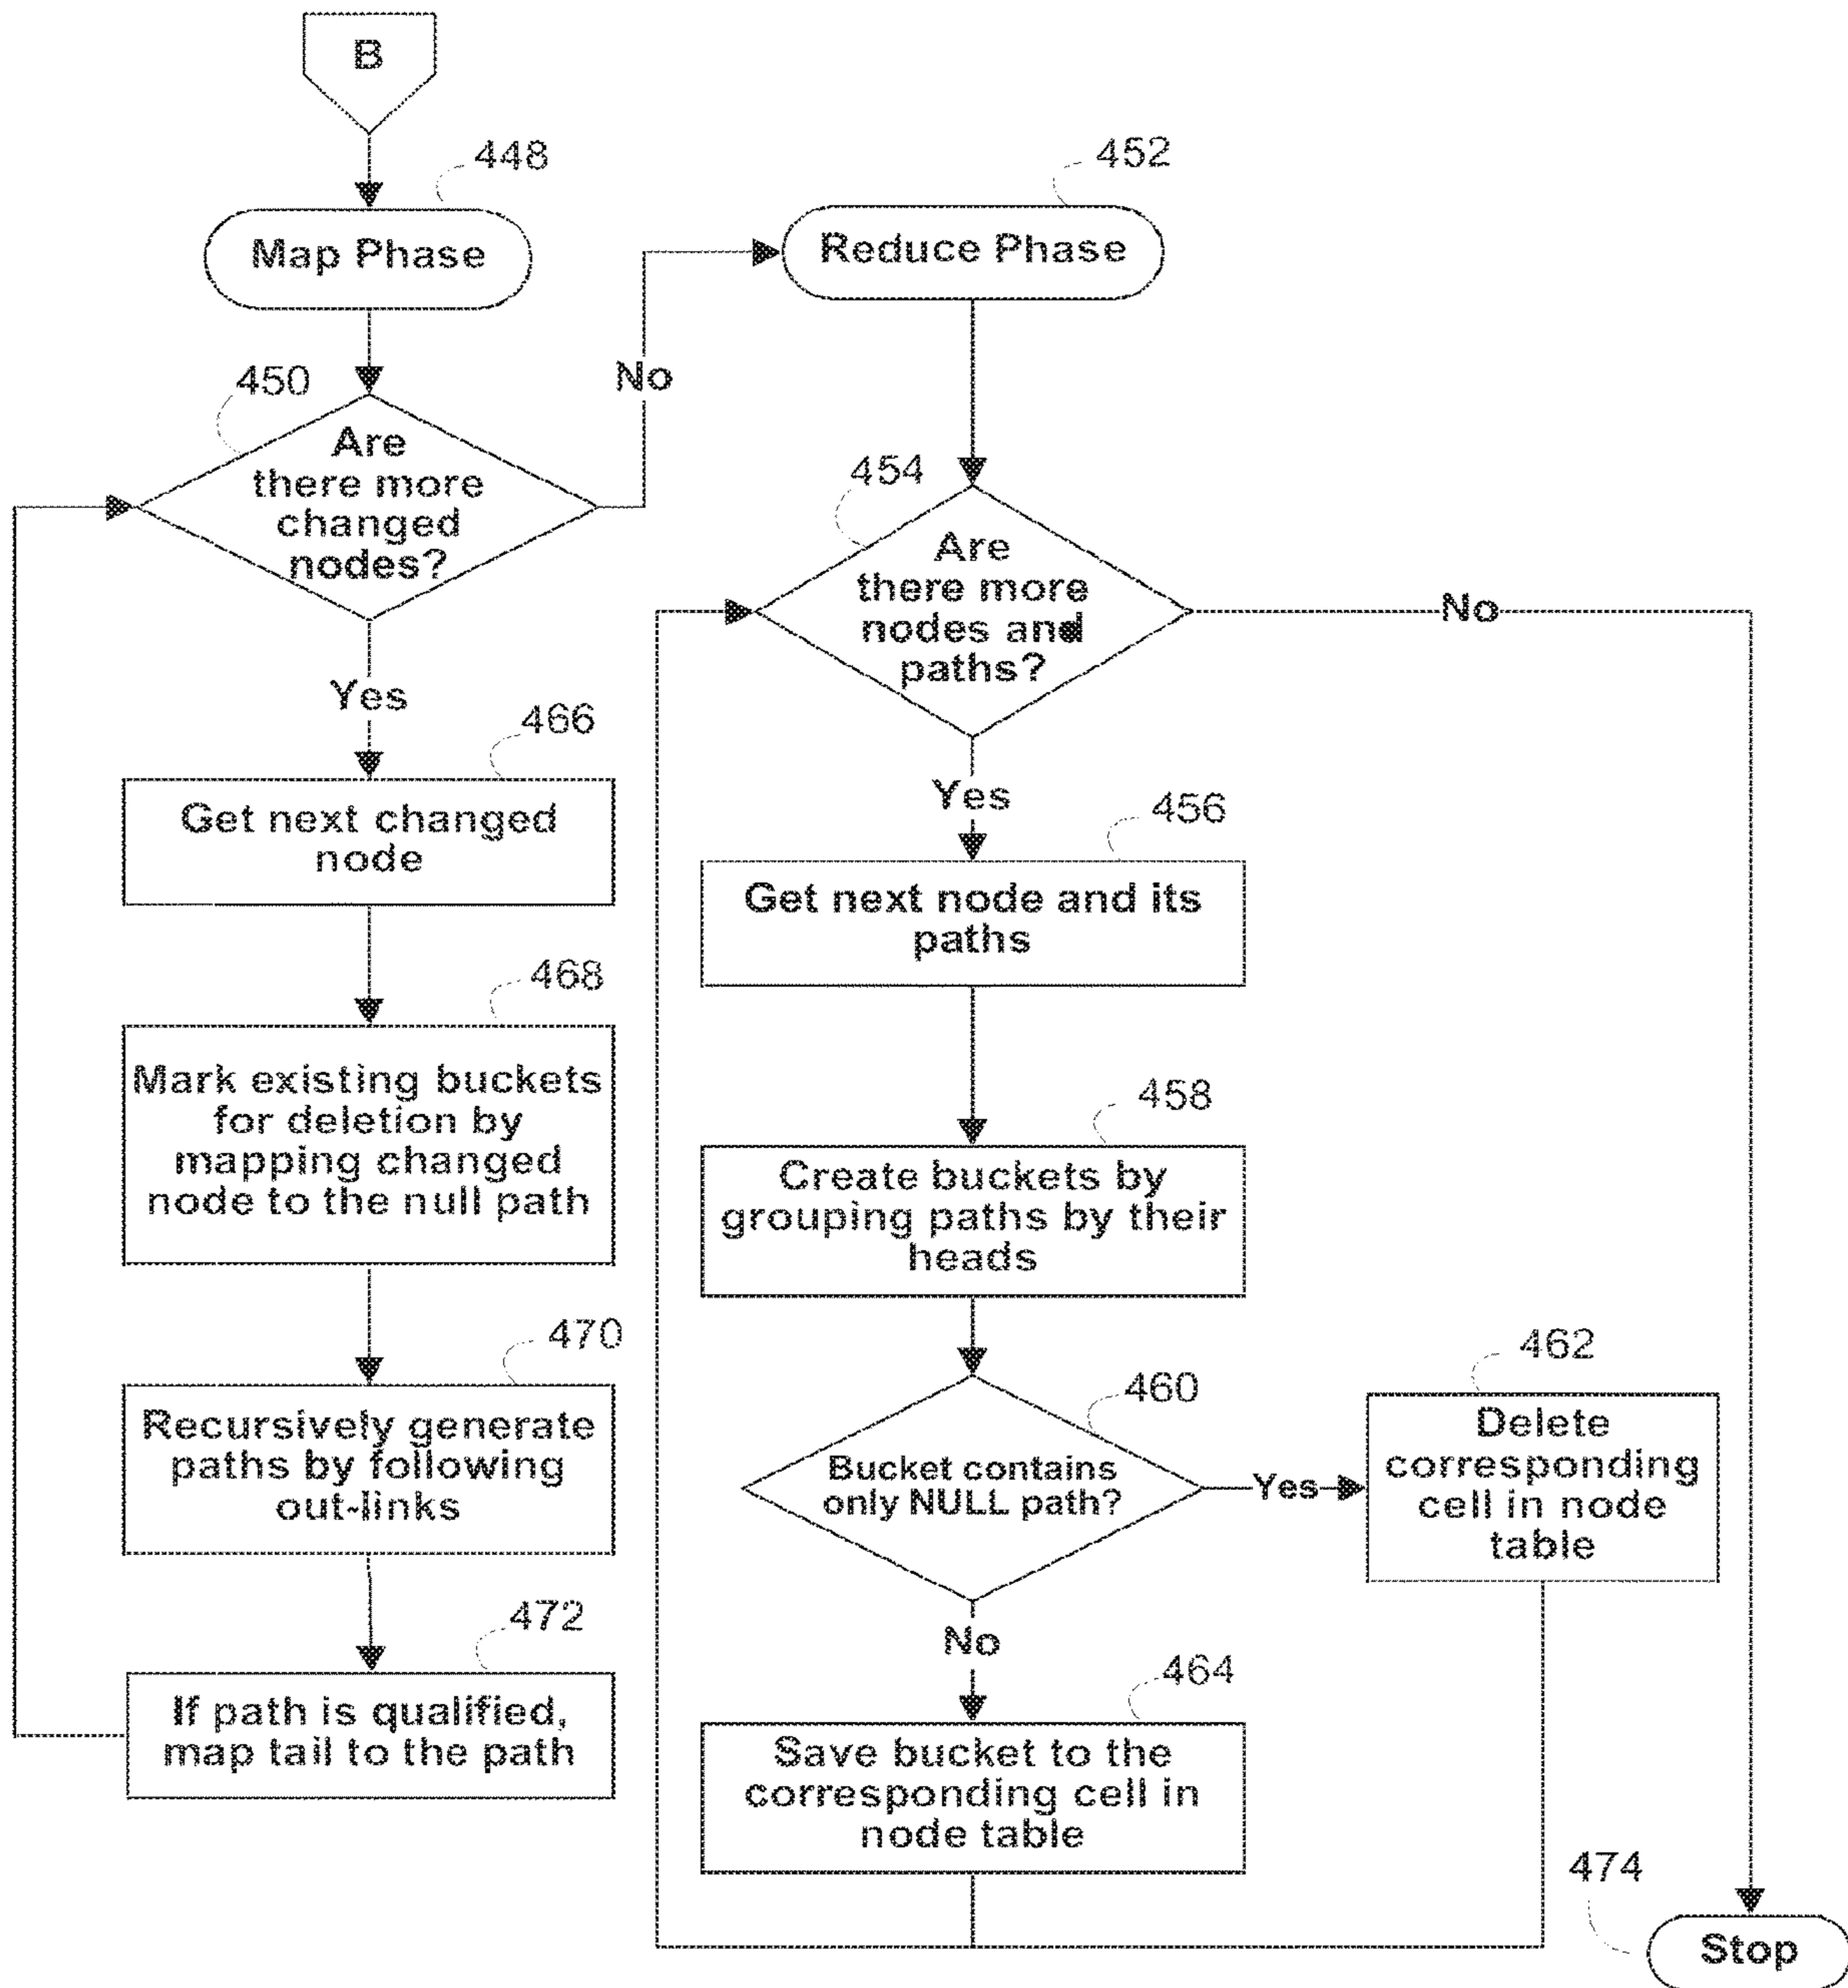 B
448
Map Phase
450
Are
there more
changed
nodes?
No
Yes
466
Get next changed
node
468
Mark existing buckets
for deletion by
mapping changed
node to the null path
470
Recursively generate
paths by following
out-links
472
If path is qualified,
map tail to the path
452
Reduce Phase
454
Are
there more
nodes and
paths?
No
Yes
456
Get next node and its
paths
458
Create buckets by
grouping paths by their
heads
460
Bucket contains
only NULL path?
Yes
462
Delete
corresponding
cell in node
table
No
464
Save bucket to the
corresponding cell in
node table
474
Stop